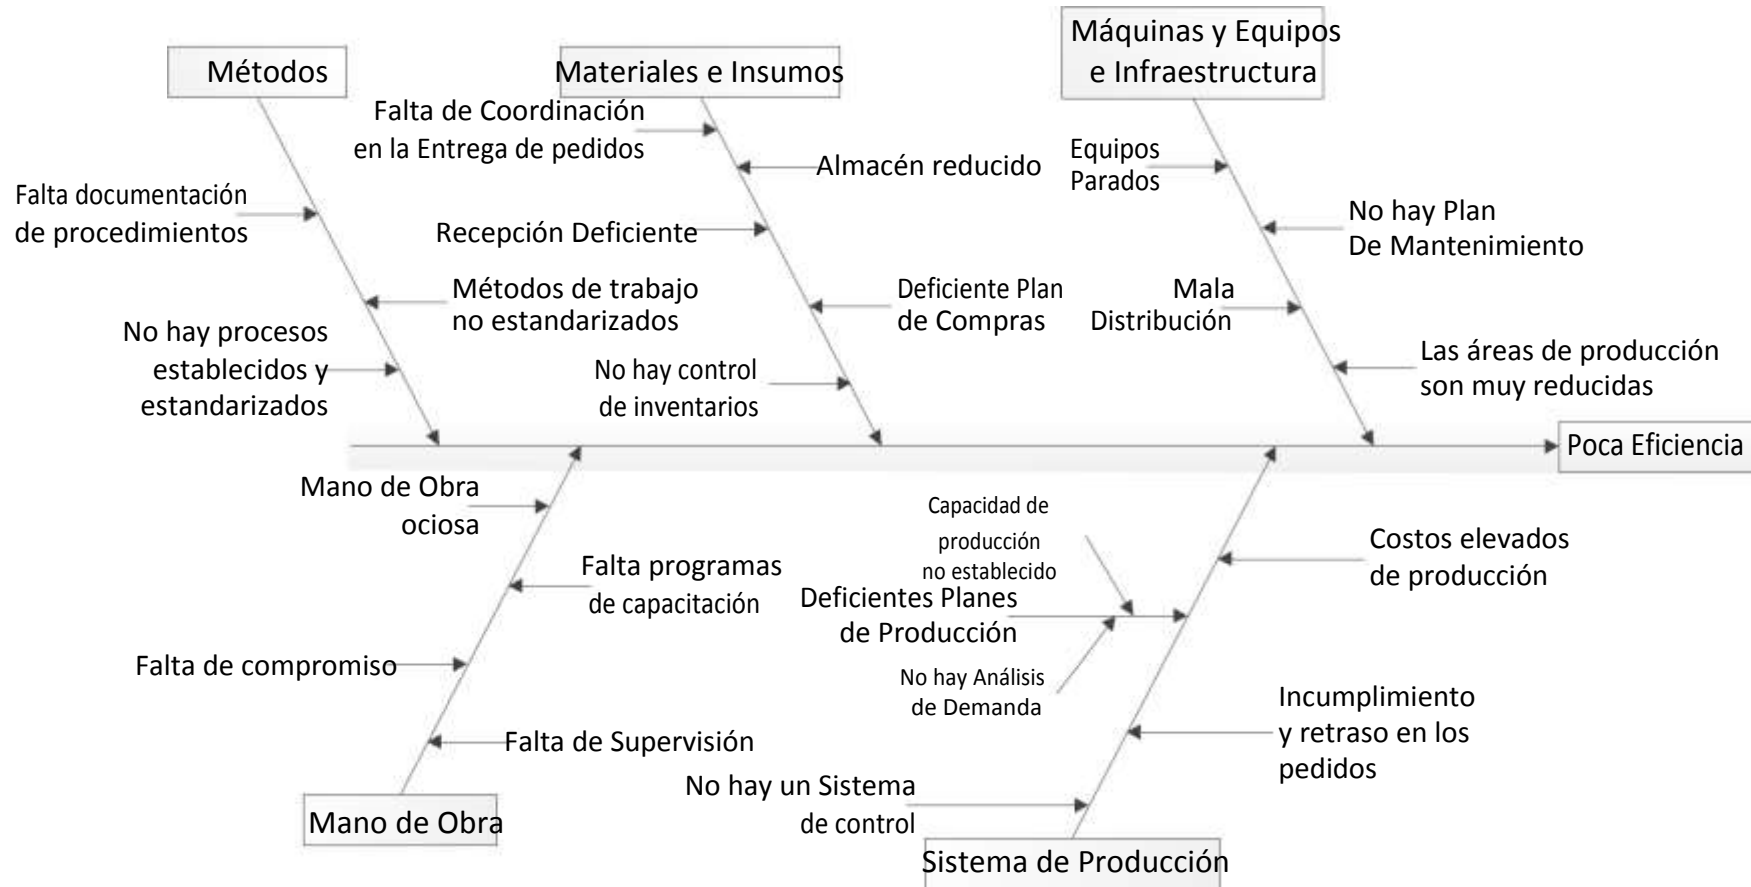 Métodos
Materiales e Insumos
Máquinas y Equipos
e Infraestructura
Falta de Coordinación
en la Entrega de pedidos
Almacén reducido
Equipos
Parados
Falta documentación
de procedimientos
Recepción Deficiente
No hay Plan
De Mantenimiento
Métodos de trabajo
no estandarizados
Deficiente Plan
de Compras
Mala
Distribución
No hay procesos
establecidos y
estandarizados
No hay control
de inventarios
Las áreas de producción
son muy reducidas
Poca Eficiencia
Mano de Obra
ociosa
Capacidad de
producción
no establecido
Costos elevados
de producción
Falta programas
de capacitación
Deficientes Planes
de Producción
Falta de compromiso
No hay Análisis
de Demanda
Incumplimiento
y retraso en los
pedidos
Falta de Supervisión
No hay un Sistema
de control
Mano de Obra
Sistema de Producción